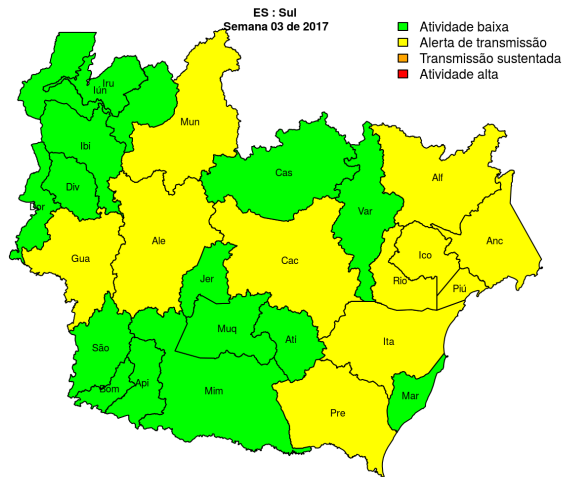 ES : Sul
Semana 03 de 2017
Atividade baixa
Alerta de transmissão
Transmissão sustentada
Atividade alta
Iru
Iún
Mun
Ibi
Cas
Alf
Div
Dor
Var
Ale
Anc
Gua
Ico
Cac
Jer
Rio
Piú
Muq
Ati
Ita
São
Bom
Api
Mim
Mar
Pre